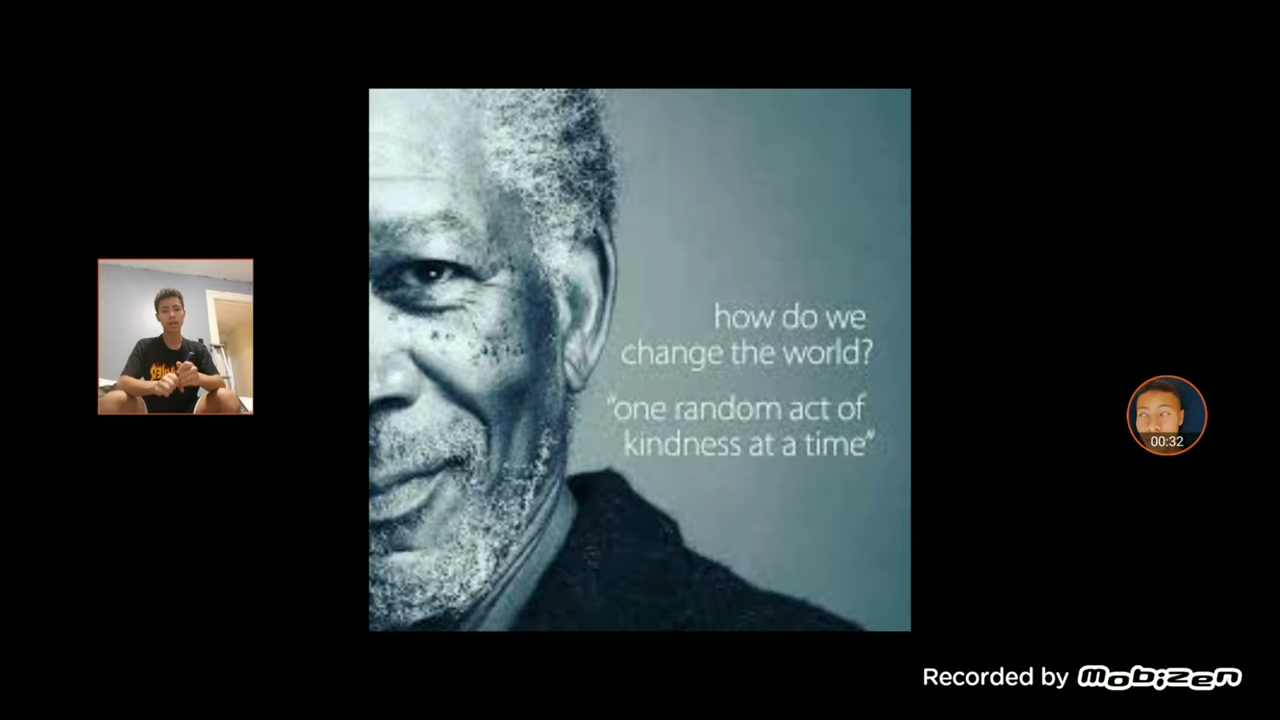 how do we
change the world?
"one random act of
kindness at a time"
00:32
Recorded by mobizen